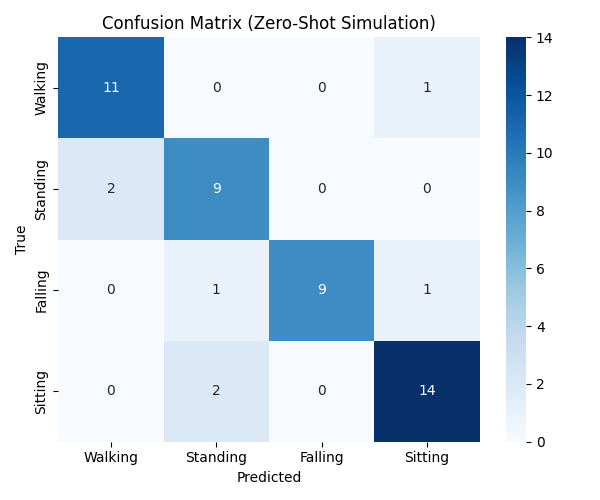 Confusion Matrix (Zero-Shot Simulation)
True
Walking
11 0 0 1
Standing
2 9 0 0
Falling
0 1 9 1
Sitting
0 2 0 14
Walking Standing Falling Sitting
Predicted
14
12
10
8
6
4
2
0